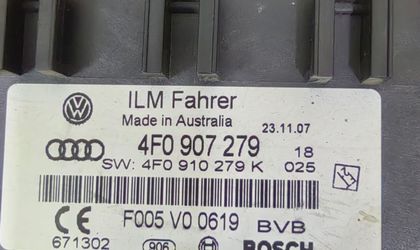 ILM Fahrer
Made in Australia
23.11.07
4F0 907 279 18
SW: 4F0 910 279 K 025
F005 V0 0619 BVB
671302 906 BOSCH